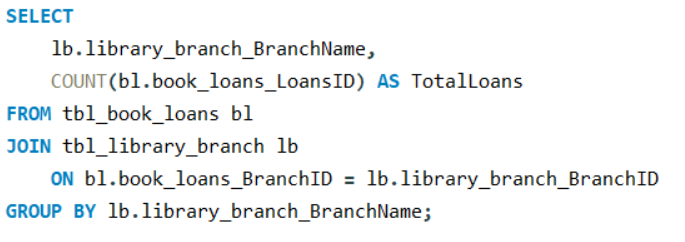 SELECT
lb.library_branch_BranchName,
COUNT(bl.book_loans_LoansID) AS TotalLoans
FROM tbl_book_loans bl
JOIN tbl_library_branch lb
ON bl.book_loans_BranchID = lb.library_branch_BranchID
GROUP BY lb.library_branch_BranchName;